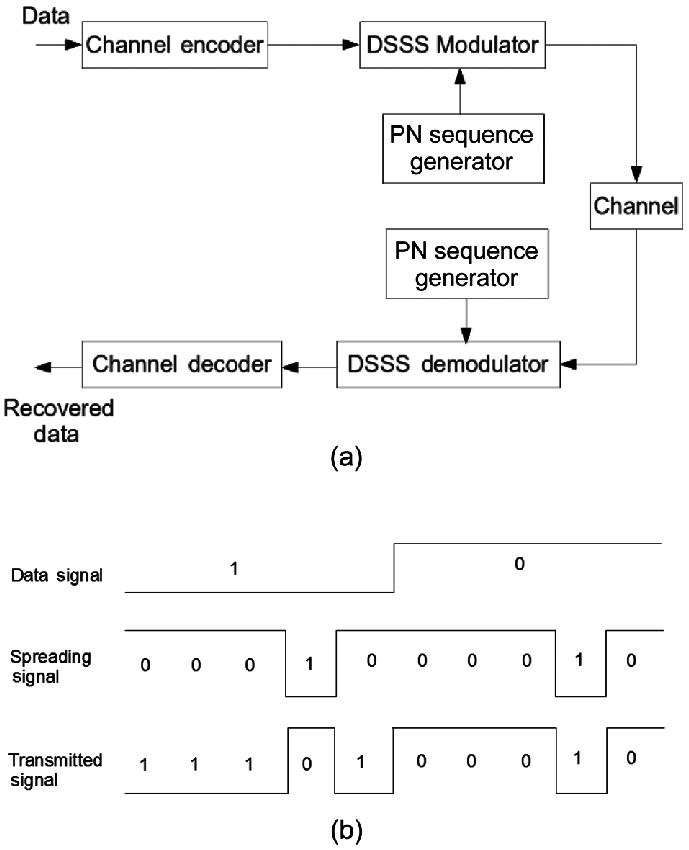 Data
Channel encoder
DSSS Modulator
PN sequence
generator
Channel
PN sequence
generator
Channel decoder
DSSS demodulator
Recovered
data
(a)
Data signal
1 0
Spreading
signal
0 0 0 1 0 0 0 0 1 0
Transmitted
signal
1 1 1 0 1 0 0 0 1 0
(b)